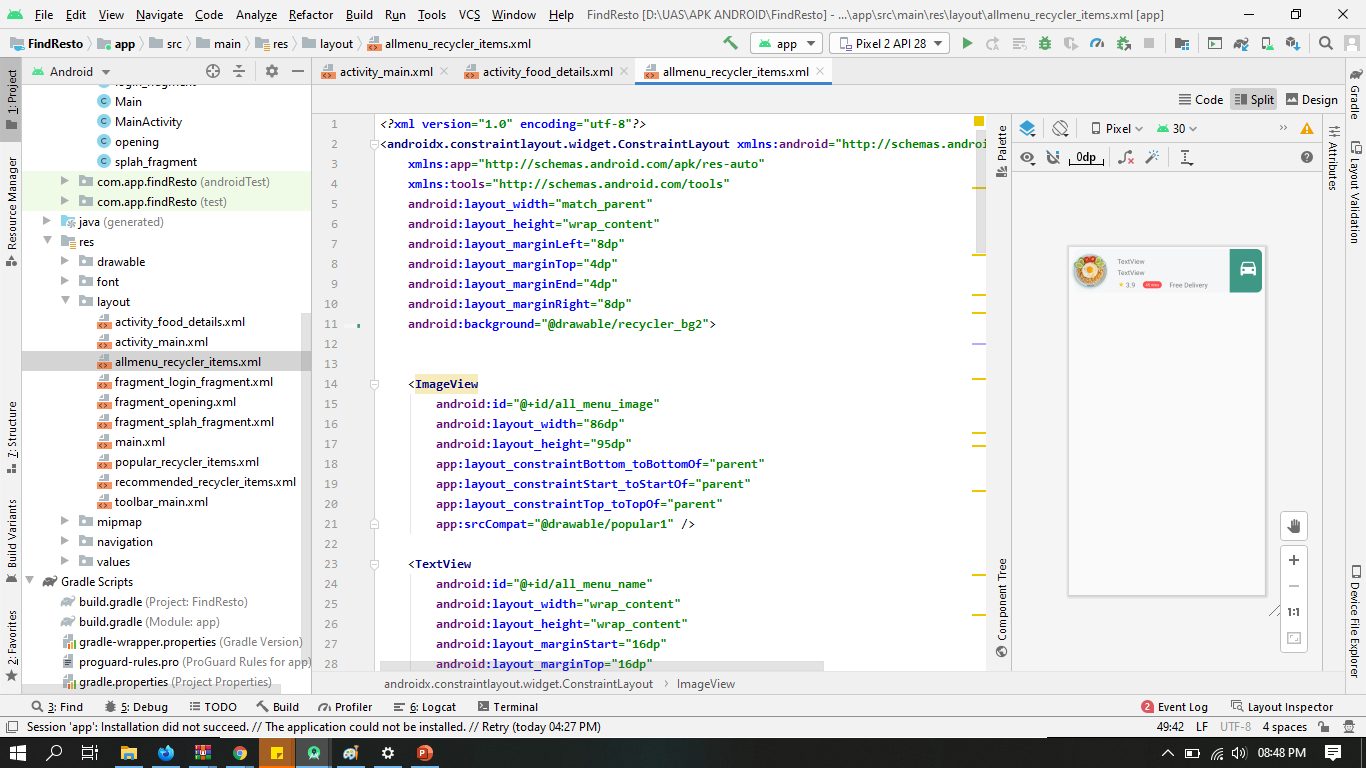 File Edit View Navigate Code Analyze Refactor Build Run Tools VCS Window Help FindResto [D:\UAS\APK ANDROID\FindResto] - ...\app\src\main\res\layout\allmenu_recycler_items.xml [app]
FindResto app src main res layout allmenu_recycler_items.xml app Pixel 2 API 28
Android activity_main.xml activity_food_details.xml allmenu_recycler_items.xml
Code Split Design
1: Project
Resource Manager
7: Structure
Build Variants
2: Favorites
Main
MainActivity
opening
splah_fragment
com.app.findResto (androidTest)
com.app.findResto (test)
java (generated)
res
drawable
font
layout
activity_food_details.xml
activity_main.xml
allmenu_recycler_items.xml
fragment_login_fragment.xml
fragment_opening.xml
fragment_splah_fragment.xml
main.xml
popular_recycler_items.xml
recommended_recycler_items.xml
toolbar_main.xml
mipmap
navigation
values
Gradle Scripts
build.gradle (Project: FindResto)
build.gradle (Module: app)
gradle-wrapper.properties (Gradle Version)
proguard-rules.pro (ProGuard Rules for app)
gradle.properties (Project Properties)
1 <?xml version="1.0" encoding="utf-8"?>
2 <androidx.constraintlayout.widget.ConstraintLayout xmlns:android="http://schemas.androi
3 xmlns:app="http://schemas.android.com/apk/res-auto"
4 xmlns:tools="http://schemas.android.com/tools"
5 android:layout_width="match_parent"
6 android:layout_height="wrap_content"
7 android:layout_marginLeft="8dp"
8 android:layout_marginTop="4dp"
9 android:layout_marginEnd="4dp"
10 android:layout_marginRight="8dp"
11 android:background="@drawable/recycler_bg2">
12
13
14 <ImageView
15 android:id="@+id/all_menu_image"
16 android:layout_width="86dp"
17 android:layout_height="95dp"
18 app:layout_constraintBottom_toBottomOf="parent"
19 app:layout_constraintStart_toStartOf="parent"
20 app:layout_constraintTop_toTopOf="parent"
21 app:srcCompat="@drawable/popular1" />
22
23 <TextView
24 android:id="@+id/all_menu_name"
25 android:layout_width="wrap_content"
26 android:layout_height="wrap_content"
27 android:layout_marginStart="16dp"
28 android:layout_marginTop="16dp"
androidx.constraintlayout.widget.ConstraintLayout › ImageView
Palette
Component Tree
Pixel 30
0dp
TextView
TextView
3.9 Free Delivery
1:1
Attributes
Gradle
Layout Validation
Device File Explorer
3: Find 5: Debug TODO Build Profiler 6: Logcat Terminal 2 Event Log Layout Inspector
Session 'app': Installation did not succeed. // The application could not be installed. // Retry (today 04:27 PM) 49:42 LF UTF-8 4 spaces
08:48 PM